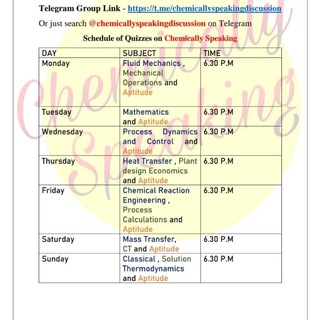 Telegram Group Link - https://t.me/chemicallyspeakingdiscussion
Or just search @chemicallyspeakingdiscussion on Telegram
Schedule of Quizzes on Chemically Speaking
DAY SUBJECT TIME
Monday Fluid Mechanics , 6.30 P.M
Mechanical
Operations and
Aptitude
Tuesday Mathematics 6.30 P.M
and Aptitude
Wednesday Process Dynamics 6.30 P.M
and Control and
Aptitude
Thursday Heat Transfer , Plant 6.30 P.M
design Economics
and Aptitude
Friday Chemical Reaction 6.30 P.M
Engineering ,
Process
Calculations and
Aptitude
Saturday Mass Transfer, 6.30 P.M
CT and Aptitude
Sunday Classical , Solution 6.30 P.M
Thermodynamics
and Aptitude
Chemically
Speaking